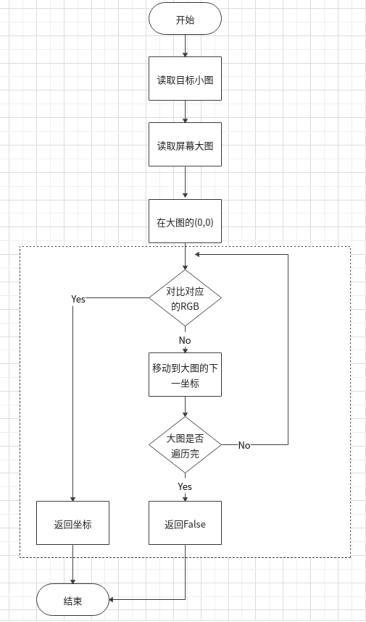 开始
读取目标小图
读取屏幕大图
在大图的(0,0)
对比对应
的RGB
Yes
No
移动到大图的下
一坐标
大图是否
遍历完
No
Yes
返回坐标
返回False
结束